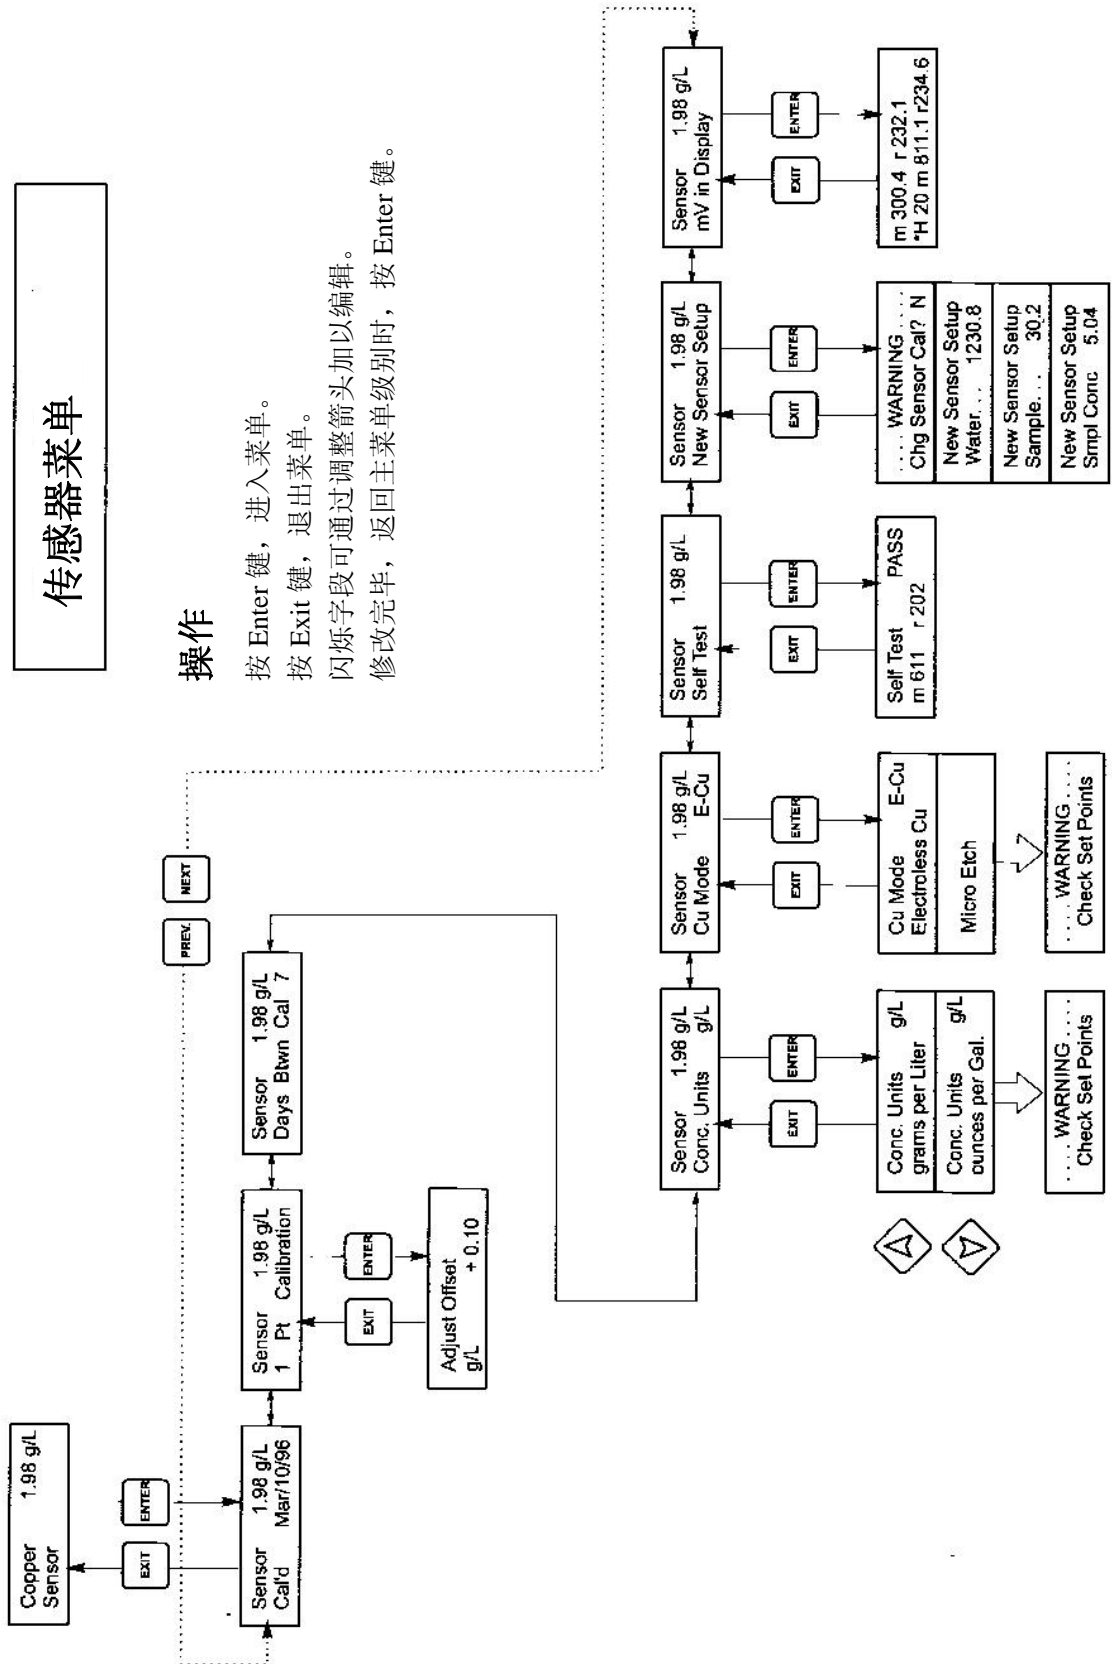 传感器菜单
操作
按 Enter 键，进入菜单。
按 Exit 键，退出菜单。
闪烁字段可通过调整箭头加以编辑。
修改完毕，返回主菜单级别时，按 Enter 键。
Copper 1.98 g/L
Sensor
EXIT
ENTER
PREV.
NEXT
Sensor 1.98 g/L
Cal'd Mar/10/96
Sensor 1.98 g/L
1 Pt Calibration
Sensor 1.98 g/L
Days Btwn Cal 7
EXIT
ENTER
Adjust Offset
g/L + 0.10
Sensor 1.98 g/L
Conc. Units g/L
Sensor 1.98 g/L
Cu Mode E-Cu
Sensor 1.98 g/L
Self Test
Sensor 1.98 g/L
New Sensor Setup
Sensor 1.98 g/L
mV in Display
EXIT
ENTER
EXIT
ENTER
EXIT
ENTER
EXIT
ENTER
EXIT
ENTER
Conc. Units g/L
grams per Liter
Conc. Units g/L
ounces per Gal.
. . . . WARNING . . . .
Check Set Points
Cu Mode E-Cu
Electroless Cu
Micro Etch
. . . . WARNING . . . .
Check Set Points
Self Test PASS
m 611 r 202
. . . . WARNING . . . .
Chg Sensor Cal? N
New Sensor Setup
Water. . . 1230.8
New Sensor Setup
Sample. . . 30.2
New Sensor Setup
Smpl Conc 5.04
m 300.4 r 232.1
*H 20 m 811.1 r234.6